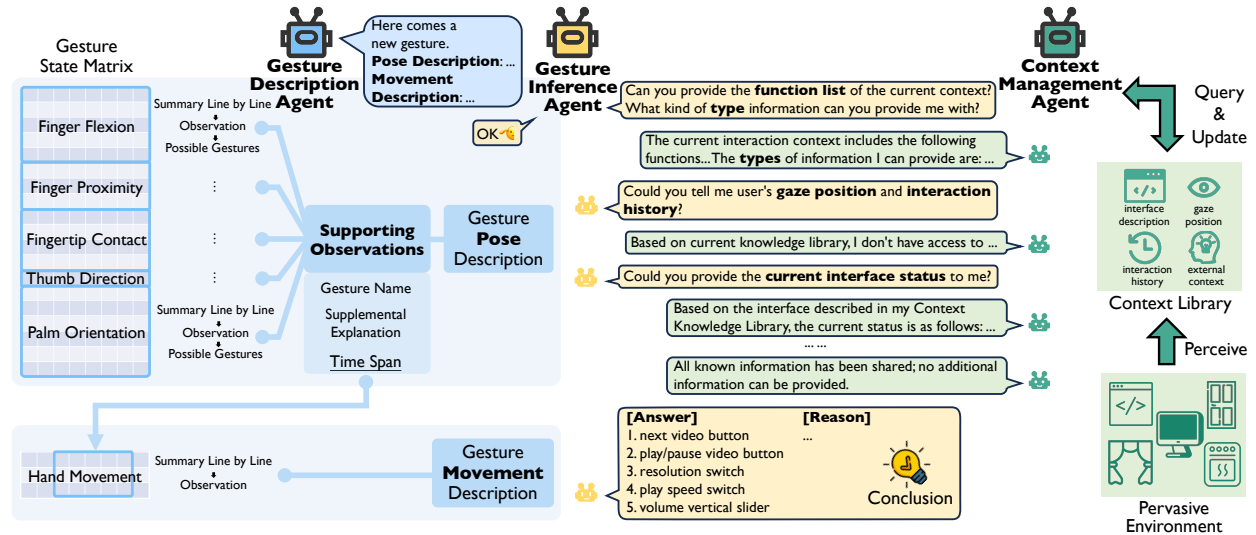 Gesture
State Matrix
Finger Flexion
Finger Proximity
Fingertip Contact
Thumb Direction
Palm Orientation
Summary Line by Line
Observation
Possible Gestures
⋮
⋮
⋮
Summary Line by Line
Observation
Possible Gestures
Gesture
Description
Agent
Here comes a
new gesture.
Pose Description: ...
Movement
Description: ...
Supporting
Observations
Gesture Name
Supplemental
Explanation
Time Span
Gesture
Pose
Description
Hand Movement
Summary Line by Line
Observation
Gesture
Movement
Description
Gesture
Inference
Agent
OK
Context
Management
Agent
Can you provide the function list of the current context?
What kind of type information can you provide me with?
The current interaction context includes the following
functions...The types of information I can provide are: ...
Could you tell me user's gaze position and interaction
history?
Based on current knowledge library, I don't have access to ...
Could you provide the current interface status to me?
Based on the interface described in my Context
Knowledge Library, the current status is as follows: ...
... ...
All known information has been shared; no additional
information can be provided.
[Answer]
1. next video button
2. play/pause video button
3. resolution switch
4. play speed switch
5. volume vertical slider
[Reason]
...
Conclusion
Query
&
Update
</>
interface
description
gaze
position
interaction
history
external
context
Context Library
Perceive
</>
Pervasive
Environment